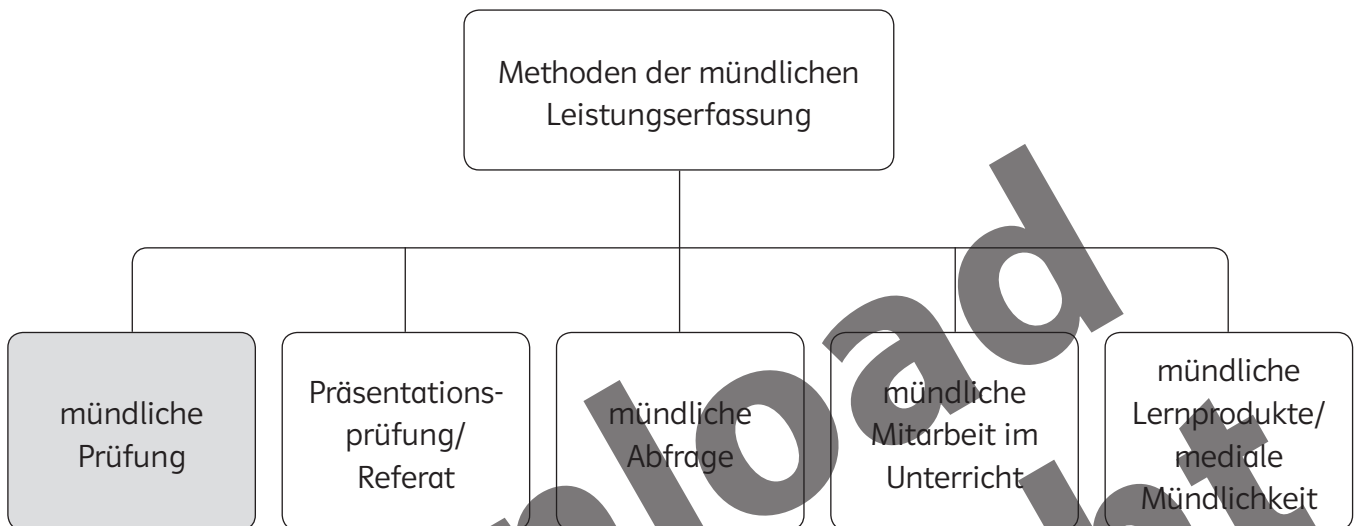 Methoden der mündlichen
Leistungserfassung
mündliche
Prüfung
Präsentations-
prüfung/
Referat
mündliche
Abfrage
mündliche
Mitarbeit im
Unterricht
mündliche
Lernprodukte/
mediale
Mündlichkeit